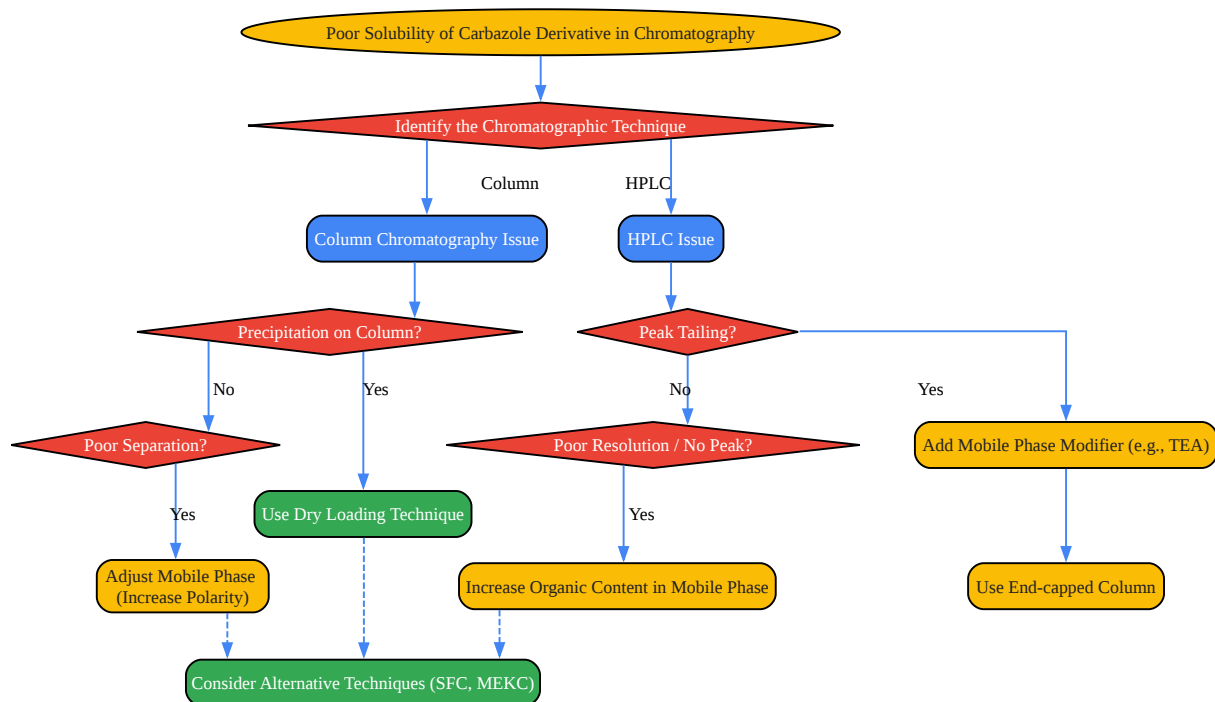 Poor Solubility of Carbazole Derivative in Chromatography
Identify the Chromatographic Technique
Column
HPLC
Column Chromatography Issue
HPLC Issue
Precipitation on Column?
Peak Tailing?
No
Yes
No
Yes
Poor Separation?
Poor Resolution / No Peak?
Add Mobile Phase Modifier (e.g., TEA)
Yes
Use Dry Loading Technique
Yes
Adjust Mobile Phase
(Increase Polarity)
Increase Organic Content in Mobile Phase
Use End-capped Column
Consider Alternative Techniques (SFC, MEKC)